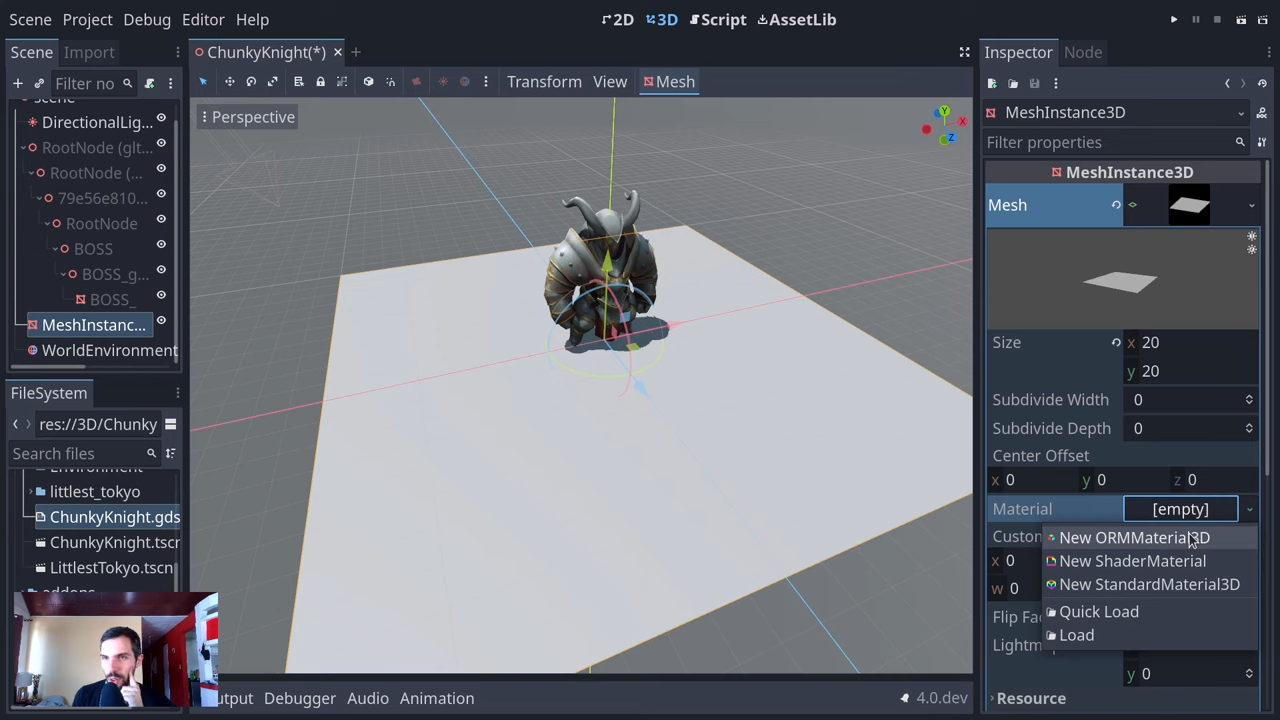 Scene Project Debug Editor Help
2D 3D Script AssetLib
Scene Import
ChunkyKnight(*)
Inspector Node
Filter no
Transform View Mesh
Perspective
Y
X
Z
DirectionalLig...
RootNode (glt...
RootNode (...
79e56e810...
RootNode
BOSS
BOSS_g...
BOSS_
MeshInstanc...
WorldEnvironment
FileSystem
res://3D/Chunky
Search files
littlest_tokyo
ChunkyKnight.gds
ChunkyKnight.tscr
LittlestTokyo.tscn
utput Debugger Audio Animation
4.0.dev
MeshInstance3D
Filter properties
MeshInstance3D
Mesh
Size x 20
y 20
Subdivide Width 0
Subdivide Depth 0
Center Offset
x 0 y 0 z 0
Material [empty]
Custom
x 0
w 0
Flip Fa
Lightm
y 0
Resource
New ORMMaterial3D
New ShaderMaterial
New StandardMaterial3D
Quick Load
Load